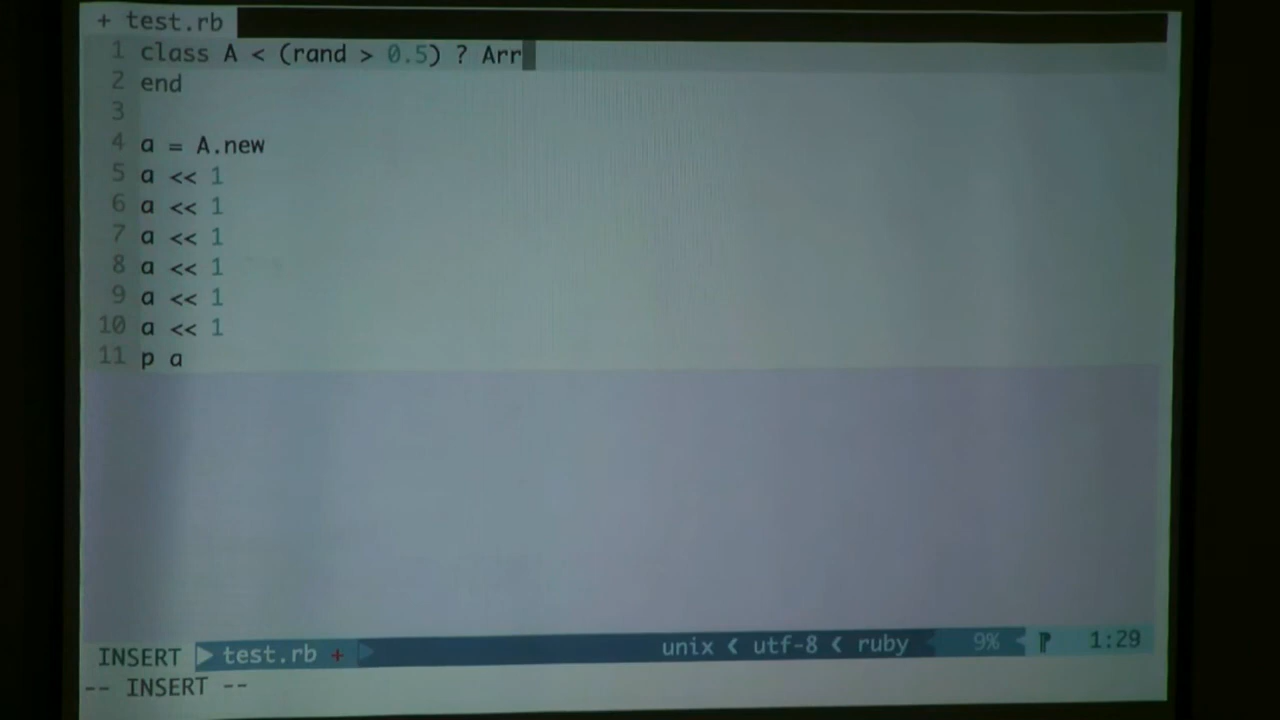 + test.rb
1 class A < (rand > 0.5) ? Arr
2 end
3
4 a = A.new
5 a << 1
6 a << 1
7 a << 1
8 a << 1
9 a << 1
10 a << 1
11 p a
INSERT test.rb + unix < utf-8 < ruby 9% 1:29
-- INSERT --